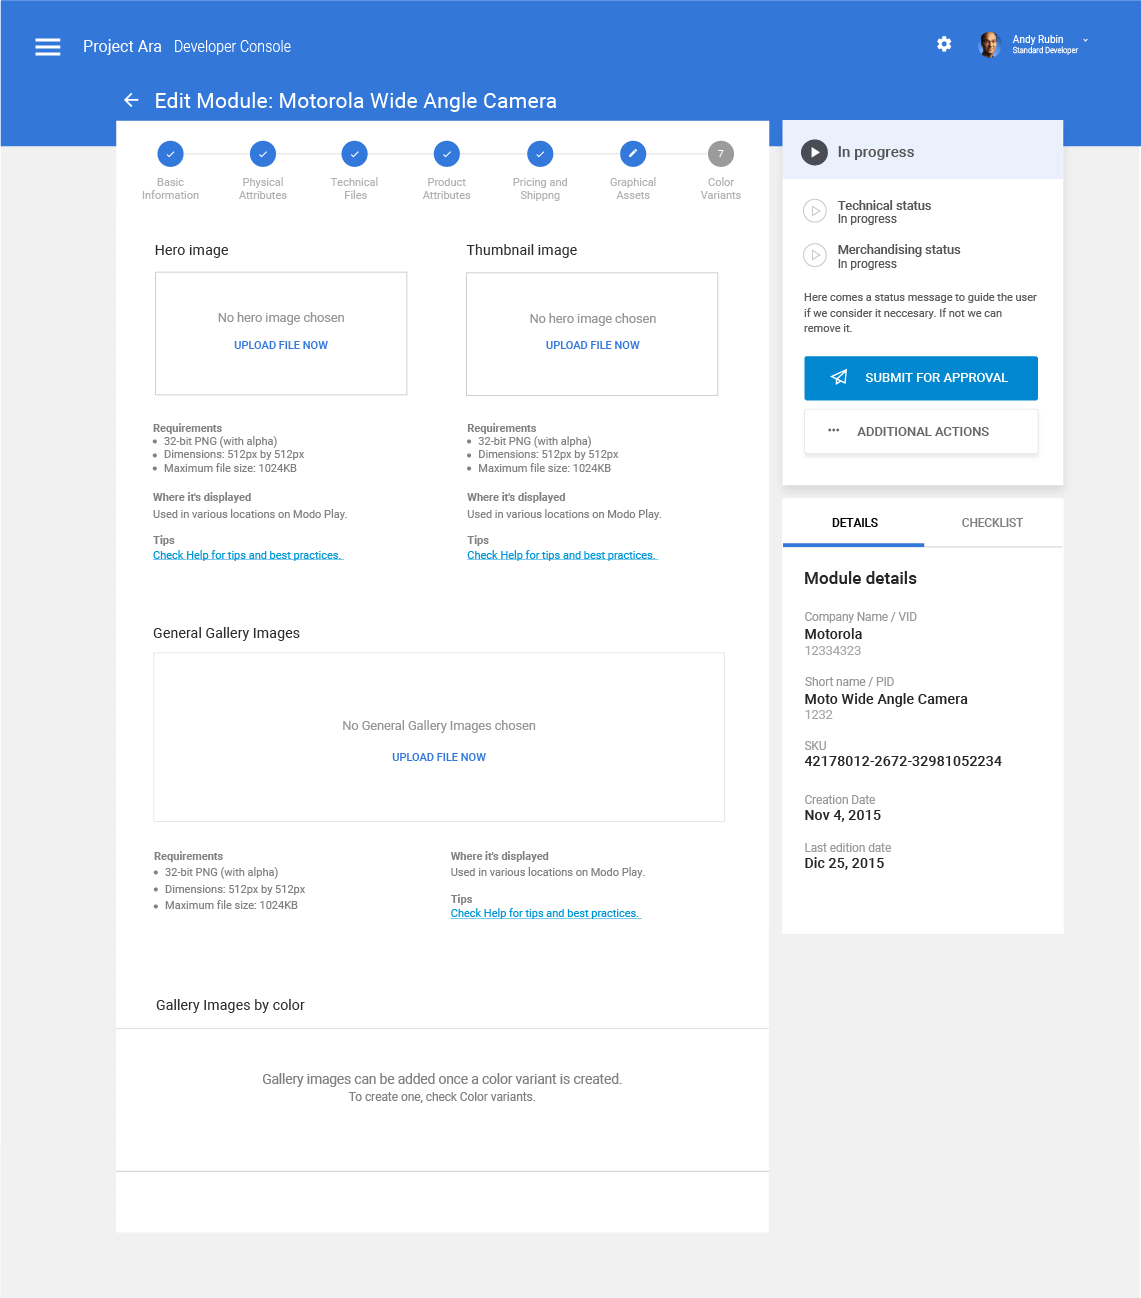 Project Ara Developer Console
Andy Rubin
Standard Developer
Edit Module: Motorola Wide Angle Camera
7
Basic
Information
Physical
Attributes
Technical
Files
Product
Attributes
Pricing and
Shippng
Graphical
Assets
Color
Variants
Hero image
No hero image chosen
UPLOAD FILE NOW
Requirements
32-bit PNG (with alpha)
Dimensions: 512px by 512px
Maximum file size: 1024KB
Where it's displayed
Used in various locations on Modo Play.
Tips
Check Help for tips and best practices.
Thumbnail image
No hero image chosen
UPLOAD FILE NOW
Requirements
32-bit PNG (with alpha)
Dimensions: 512px by 512px
Maximum file size: 1024KB
Where it's displayed
Used in various locations on Modo Play.
Tips
Check Help for tips and best practices.
General Gallery Images
No General Gallery Images chosen
UPLOAD FILE NOW
Requirements
32-bit PNG (with alpha)
Dimensions: 512px by 512px
Maximum file size: 1024KB
Where it's displayed
Used in various locations on Modo Play.
Tips
Check Help for tips and best practices.
Gallery Images by color
Gallery images can be added once a color variant is created.
To create one, check Color variants.
In progress
Technical status
In progress
Merchandising status
In progress
Here comes a status message to guide the user
if we consider it neccesary. If not we can
remove it.
SUBMIT FOR APPROVAL
ADDITIONAL ACTIONS
DETAILS
CHECKLIST
Module details
Company Name / VID
Motorola
12334323
Short name / PID
Moto Wide Angle Camera
1232
SKU
42178012-2672-32981052234
Creation Date
Nov 4, 2015
Last edition date
Dic 25, 2015